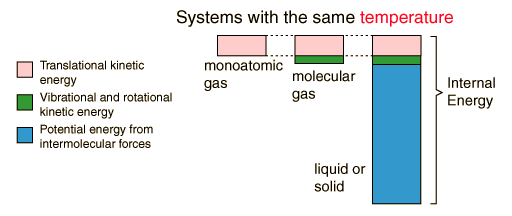 Systems with the same temperature
Translational kinetic
energy
Vibrational and rotational
kinetic energy
Potential energy from
intermolecular forces
monoatomic
gas
molecular
gas
liquid or
solid
Internal
Energy